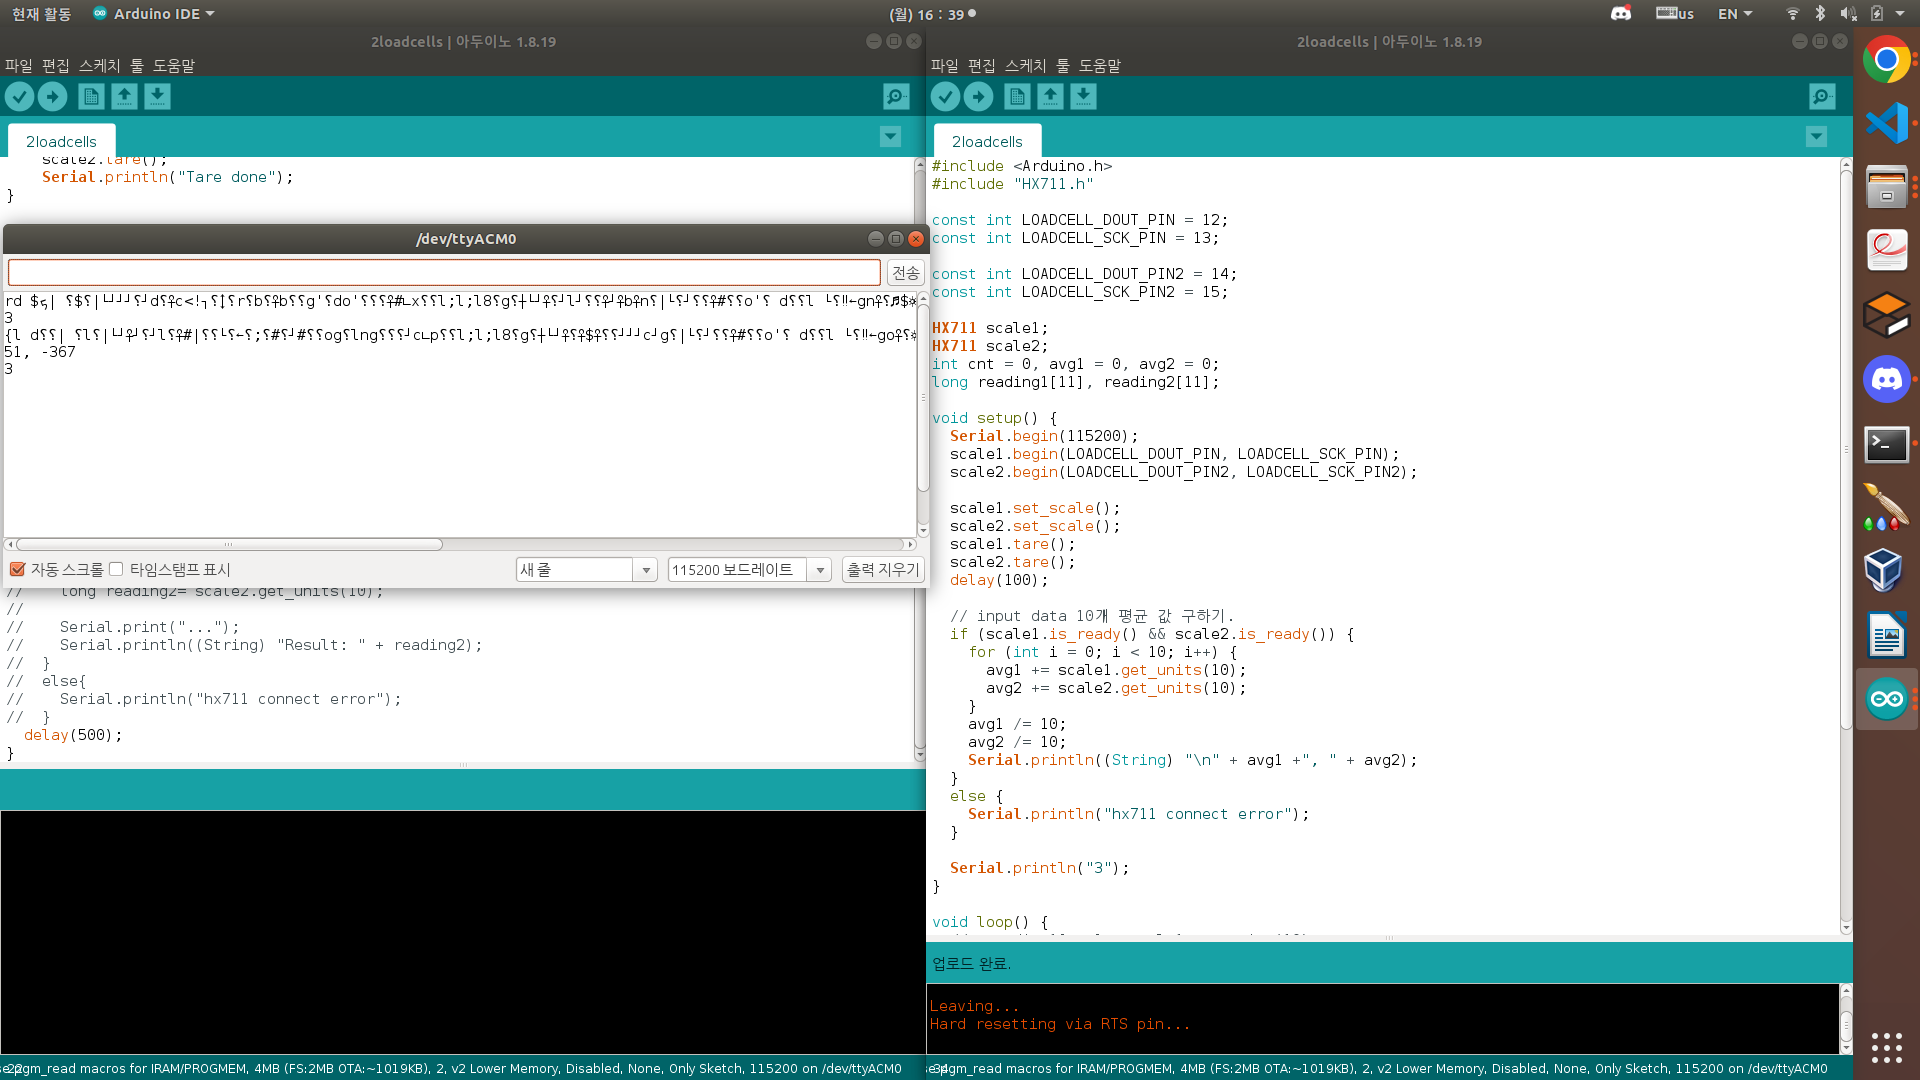 현재 활동
Arduino IDE
(월) 16 : 39
us
EN
2loadcells | 아두이노 1.8.19
파일 편집 스케치 툴 도움말
2loadcells
scale2.tare();
Serial.println("Tare done");
}
/dev/ttyACM0
전송
3
51, -367
3
자동 스크롤
타임스탬프 표시
새 줄
115200 보드레이트
출력 지우기
// long reading2= scale2.get_units(10);
//
// Serial.print("...");
// Serial.println((String) "Result: " + reading2);
// }
// else{
// Serial.println("hx711 connect error");
// }
delay(500);
}
pgm_read macros for IRAM/PROGMEM, 4MB (FS:2MB OTA:~1019KB), 2, v2 Lower Memory, Disabled, None, Only Sketch, 115200 on /dev/ttyACM0
2loadcells | 아두이노 1.8.19
파일 편집 스케치 툴 도움말
2loadcells
#include <Arduino.h>
#include "HX711.h"
const int LOADCELL_DOUT_PIN = 12;
const int LOADCELL_SCK_PIN = 13;
const int LOADCELL_DOUT_PIN2 = 14;
const int LOADCELL_SCK_PIN2 = 15;
HX711 scale1;
HX711 scale2;
int cnt = 0, avg1 = 0, avg2 = 0;
long reading1[11], reading2[11];
void setup() {
Serial.begin(115200);
scale1.begin(LOADCELL_DOUT_PIN, LOADCELL_SCK_PIN);
scale2.begin(LOADCELL_DOUT_PIN2, LOADCELL_SCK_PIN2);
scale1.set_scale();
scale2.set_scale();
scale1.tare();
scale2.tare();
delay(100);
// input data 10개 평균 값 구하기.
if (scale1.is_ready() && scale2.is_ready()) {
for (int i = 0; i < 10; i++) {
avg1 += scale1.get_units(10);
avg2 += scale2.get_units(10);
}
avg1 /= 10;
avg2 /= 10;
Serial.println((String) "\n" + avg1 +", " + avg2);
}
else {
Serial.println("hx711 connect error");
}
Serial.println("3");
}
void loop() {
업로드 완료.
Leaving...
Hard resetting via RTS pin...
pgm_read macros for IRAM/PROGMEM, 4MB (FS:2MB OTA:~1019KB), 2, v2 Lower Memory, Disabled, None, Only Sketch, 115200 on /dev/ttyACM0